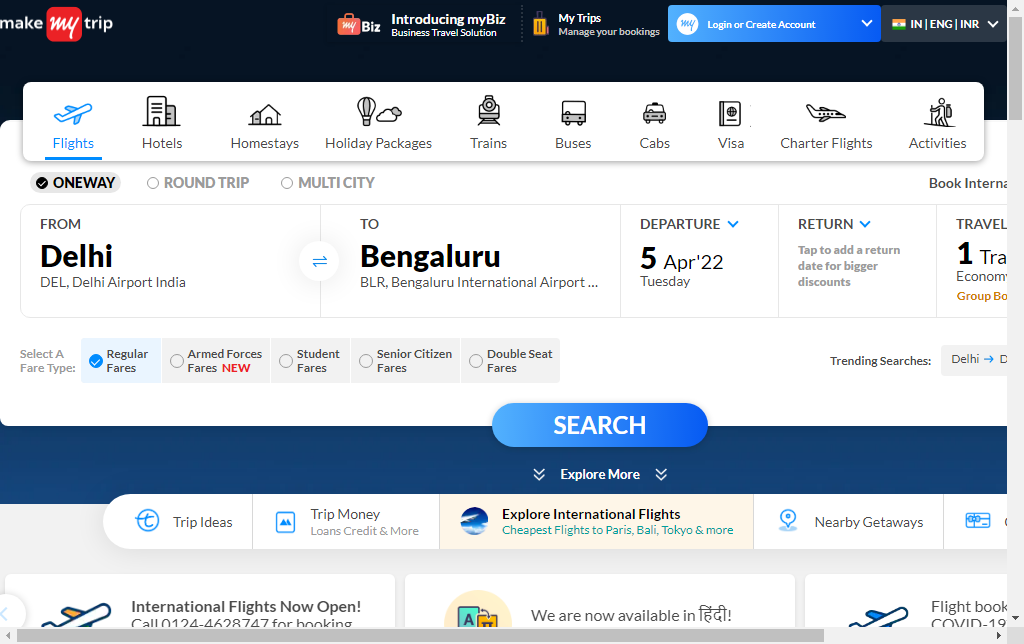 make my trip
my Biz
Introducing myBiz
Business Travel Solution
My Trips
Manage your bookings
my
Login or Create Account
IN | ENG | INR
Flights
Hotels
Homestays
Holiday Packages
Trains
Buses
Cabs
Visa
Charter Flights
Activities
ONEWAY
ROUND TRIP
MULTI CITY
Book Interna
FROM
Delhi
DEL, Delhi Airport India
TO
Bengaluru
BLR, Bengaluru International Airport ...
DEPARTURE
5 Apr'22
Tuesday
RETURN
Tap to add a return
date for bigger
discounts
TRAVEL
1 Tra
Economy
Group Bo
Select A
Fare Type:
Regular
Fares
Armed Forces
Fares NEW
Student
Fares
Senior Citizen
Fares
Double Seat
Fares
Trending Searches:
Delhi → D
SEARCH
Explore More
Trip Ideas
Trip Money
Loans Credit & More
Explore International Flights
Cheapest Flights to Paris, Bali, Tokyo & more
Nearby Getaways
International Flights Now Open!
Call 0124-4628747 for booking
A
We are now available in हिंदी!
Flight book
COVID-19